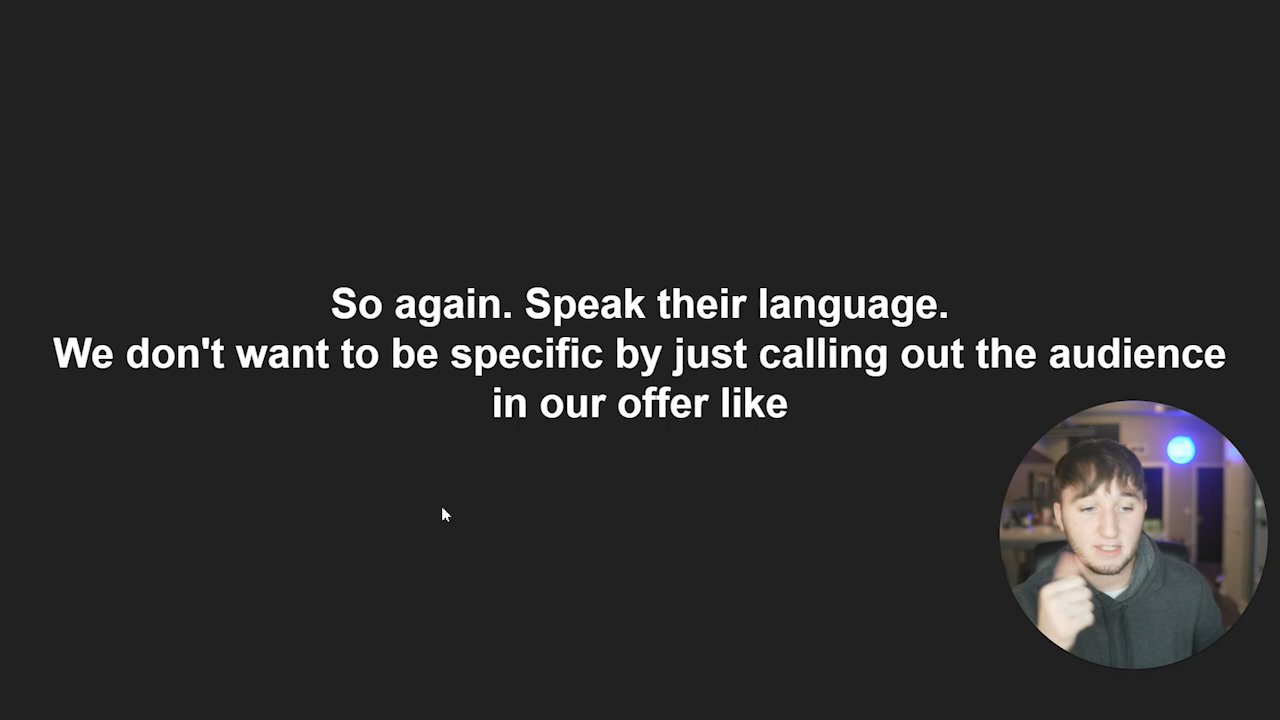 So again. Speak their language.
We don't want to be specific by just calling out the audience
in our offer like